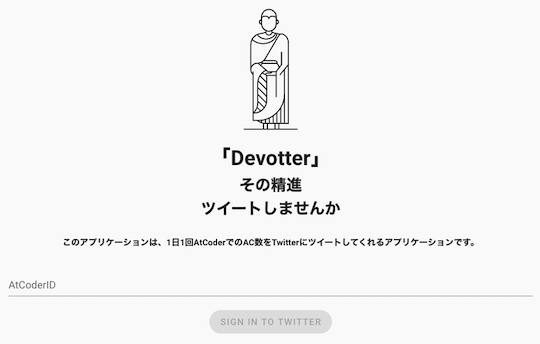 「Devotter」
その精進
ツイートしませんか
このアプリケーションは、1日1回AtCoderでのAC数をTwitterにツイートしてくれるアプリケーションです。
AtCoderID
SIGN IN TO TWITTER